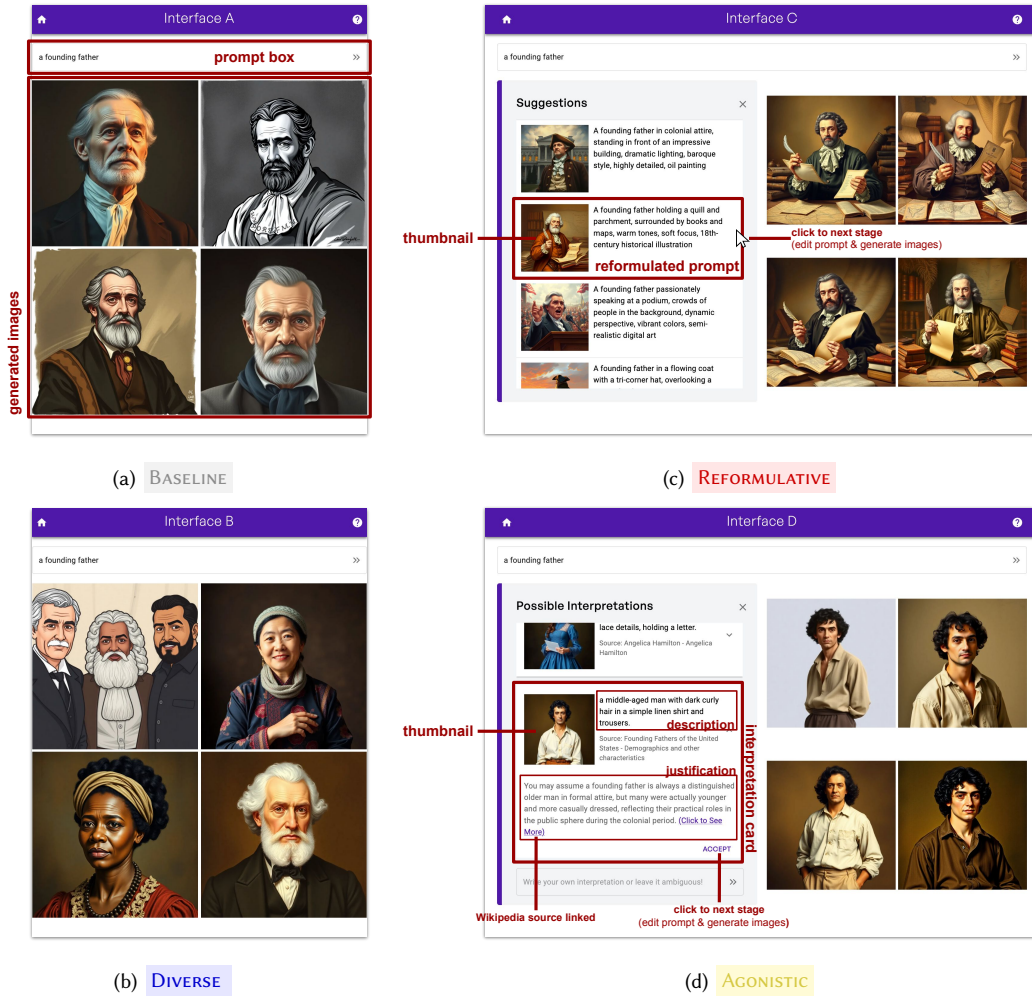 Interface A
a founding father
prompt box
generated images
(a) BASELINE
Interface C
a founding father
Suggestions
A founding father in colonial attire,
standing in front of an impressive
building, dramatic lighting, baroque
style, highly detailed, oil painting
thumbnail
A founding father holding a quill and
parchment, surrounded by books and
maps, warm tones, soft focus, 18th-
century historical illustration
reformulated prompt
click to next stage
(edit prompt & generate images)
A founding father passionately
speaking at a podium, crowds of
people in the background, dynamic
perspective, vibrant colors, semi-
realistic digital art
A founding father in a flowing coat
with a tri-corner hat, overlooking a
(c) REFORMULATIVE
Interface B
a founding father
(b) DIVERSE
Interface D
a founding father
Possible Interpretations
lace details, holding a letter.
Source: Angelica Hamilton - Angelica
Hamilton
thumbnail
a middle-aged man with dark curly
hair in a simple linen shirt and
trousers.
description
Source: Founding Fathers of the United
States - Demographics and other
characteristics
justification
interpretation card
You may assume a founding father is always a distinguished
older man in formal attire, but many were actually younger
and more casually dressed, reflecting their practical roles in
the public sphere during the colonial period. (Click to See
More)
ACCEPT
Write your own interpretation or leave it ambiguous!
Wikipedia source linked
click to next stage
(edit prompt & generate images)
(d) AGONISTIC